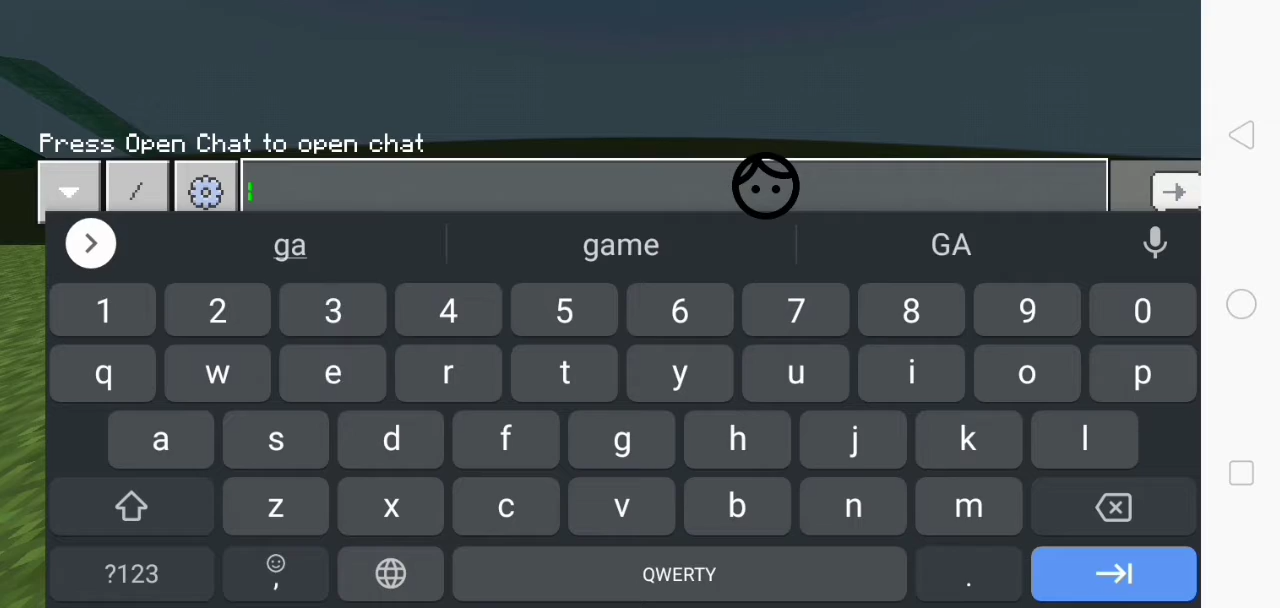 Press Open Chat to open chat
/
ga game GA
1 2 3 4 5 6 7 8 9 0
q w e r t y u i o p
a s d f g h j k l
z x c v b n m
?123 , QWERTY .